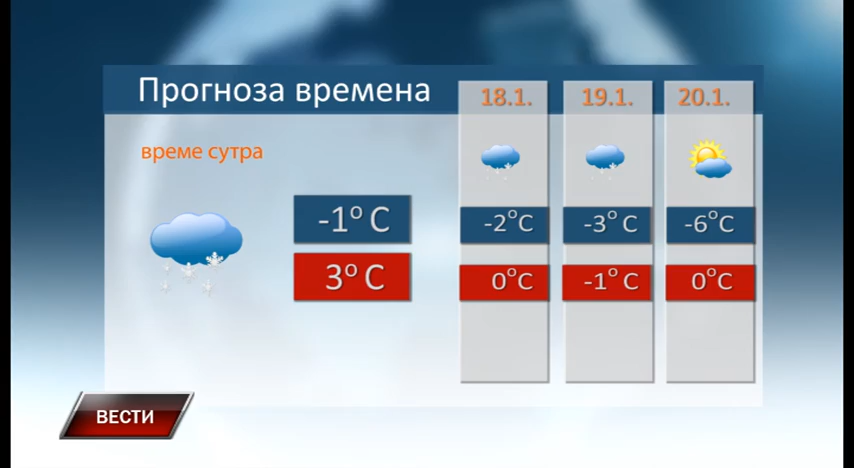 Прогноза времена
време сутра
-1° C
3° C
18.1. 19.1. 20.1.
-2°C -3°C -6°C
0°C -1°C 0°C
ВЕСТИ